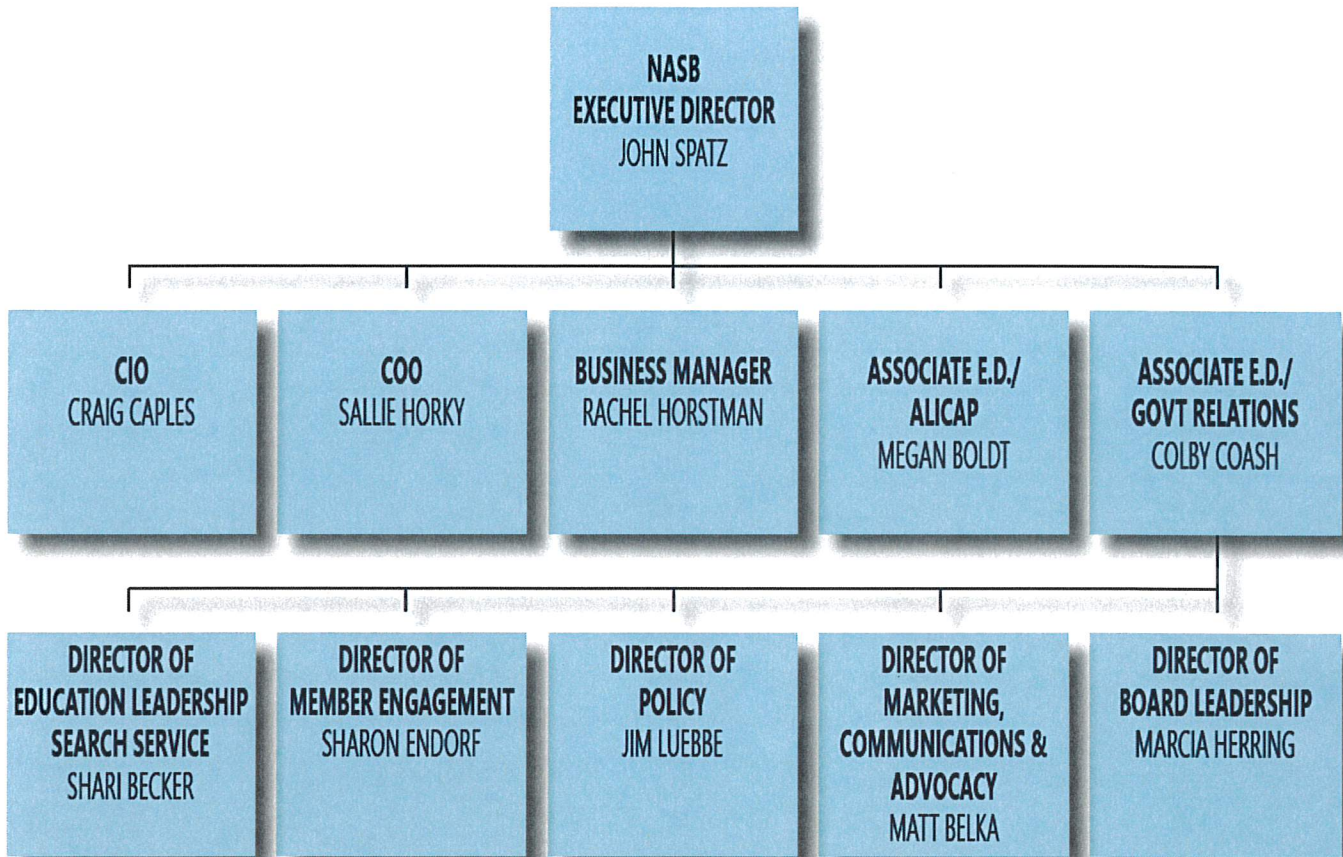 NASB
EXECUTIVE DIRECTOR
JOHN SPATZ
CIO
CRAIG CAPLES
COO
SALLIE HORKY
BUSINESS MANAGER
RACHEL HORSTMAN
ASSOCIATE E.D./
ALICAP
MEGAN BOLDT
ASSOCIATE E.D./
GOVT RELATIONS
COLBY COASH
DIRECTOR OF
EDUCATION LEADERSHIP
SEARCH SERVICE
SHARI BECKER
DIRECTOR OF
MEMBER ENGAGEMENT
SHARON ENDORF
DIRECTOR OF
POLICY
JIM LUEBBE
DIRECTOR OF
MARKETING,
COMMUNICATIONS &
ADVOCACY
MATT BELKA
DIRECTOR OF
BOARD LEADERSHIP
MARCIA HERRING